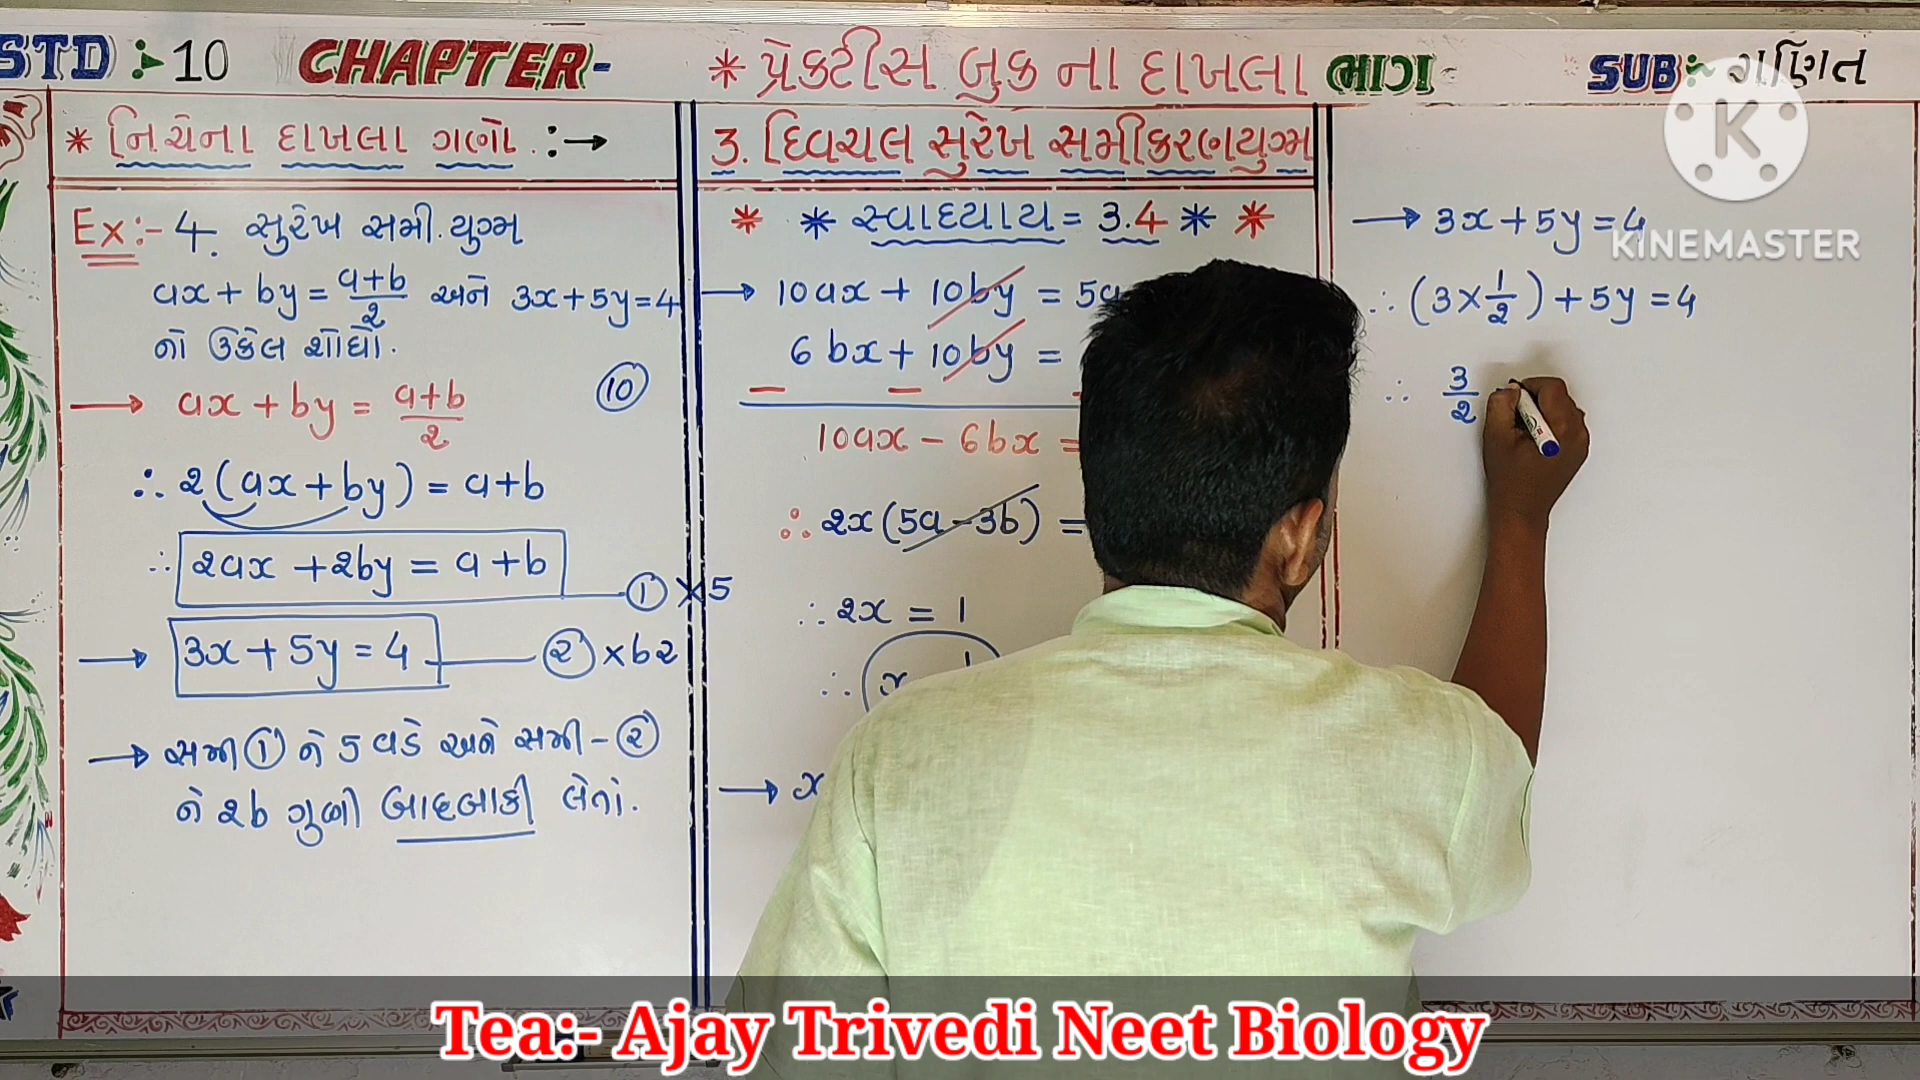 STD :- 10 CHAPTER- * પ્રેકટીસ બુક ના દાખલા ભાગ - SUB:- ગણિત
* નિચેના દાખલા ગણો. :→
Ex:- 4. સુરેખ સમી. યુગ્મ
ax + by = a+b/2 અને 3x+5y=4
નો ઉકેલ શોધો.
10
→ ax + by = a+b/2
∴ 2(ax+by) = a+b
∴ 2ax +2by = a+b ① ×5
→ 3x+5y=4 ② ×b2
→ સમી ① ને 5 વડે અને સમી-②
ને 2b ગુણી બાદબાકી લેતાં.
3. દ્વિચલ સુરેખ સમીકરણયુગ્મ
* * સ્વાધ્યાય = 3.4 * *
→ 10ax + 10by = 5a
6bx + 10by =
10ax - 6bx =
∴ 2x(5a-3b) =
∴ 2x = 1
∴ x
→ x
→ 3x+5y=4
∴ (3×1/2)+5y=4
∴ 3/2
K
KINEMASTER
Tea:- Ajay Trivedi Neet Biology